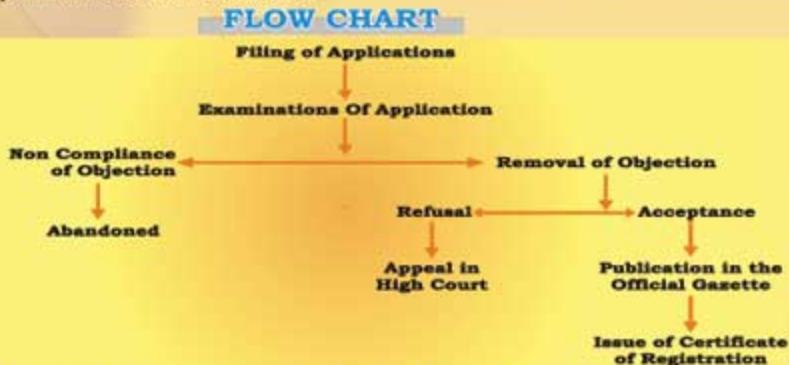 FLOW CHART
Filing of Applications
Examinations Of Application
Non Compliance
of Objection
Removal of Objection
Abandoned
Refusal
Acceptance
Appeal in
High Court
Publication in the
Official Gazette
Issue of Certificate
of Registration